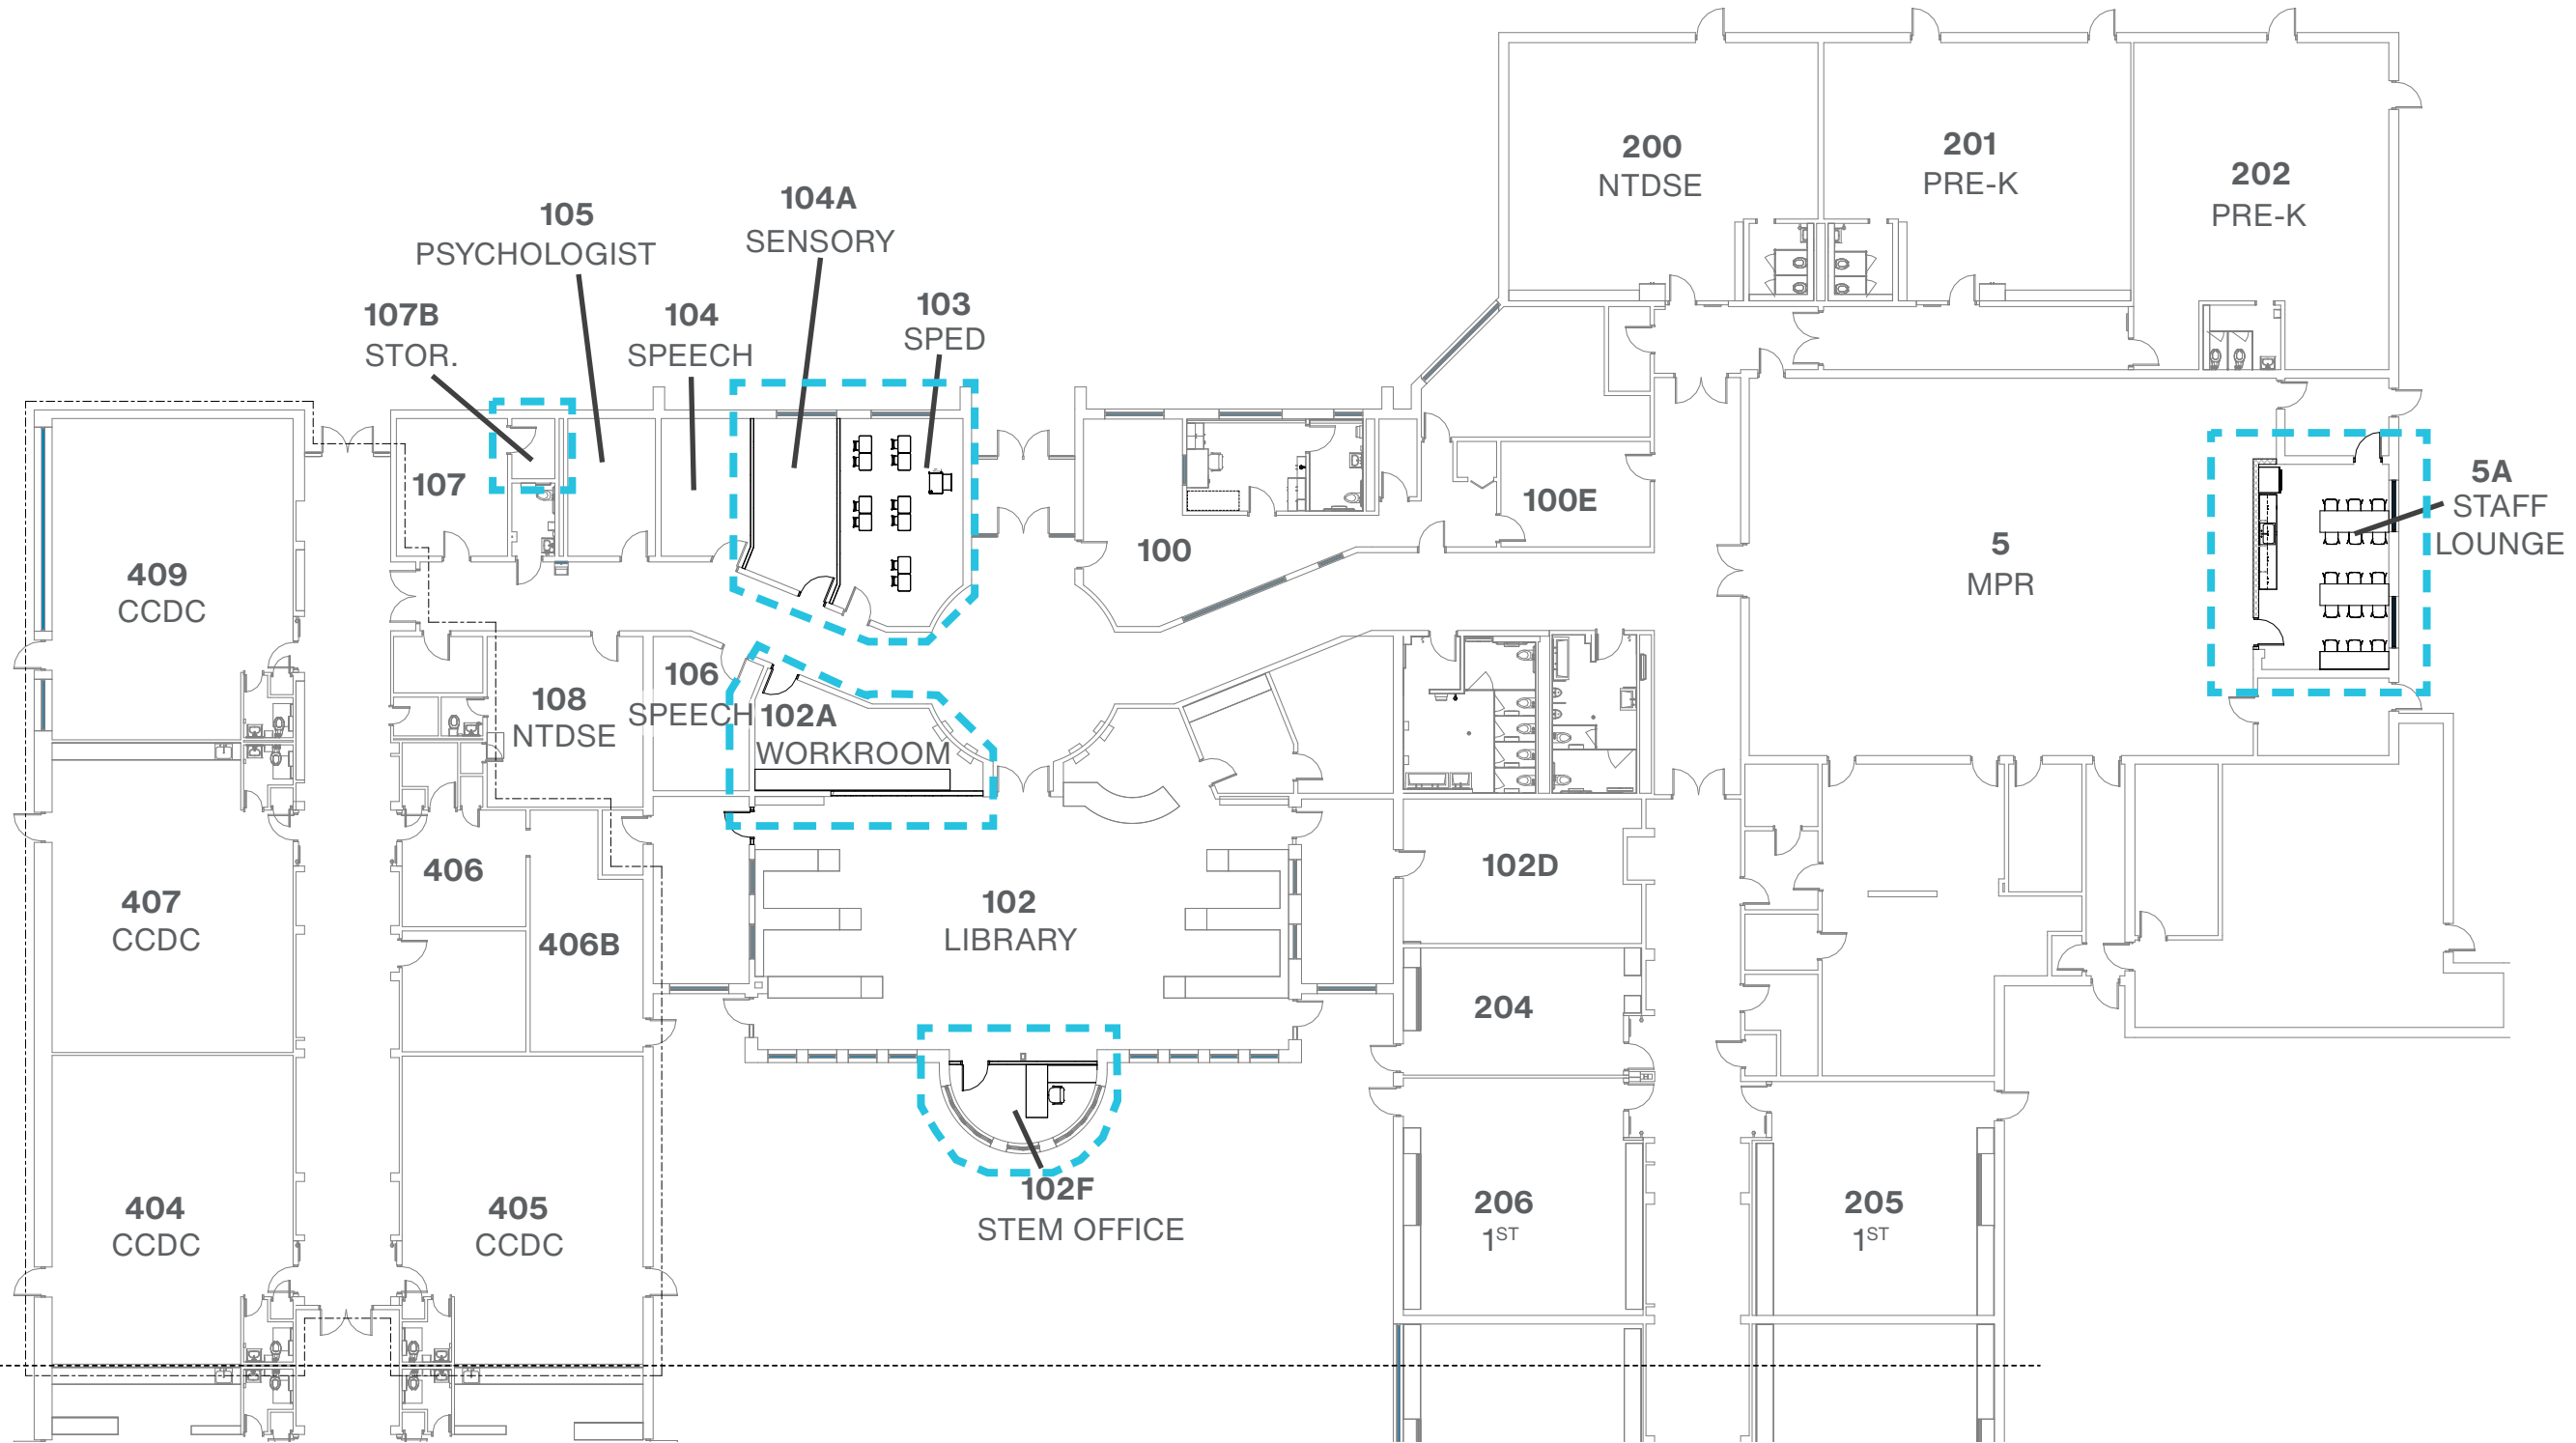 200
NTDSE
201
PRE-K
202
PRE-K
104A
SENSORY
105
PSYCHOLOGIST
103
SPED
107B
STOR.
104
SPEECH
107
100E
5A
STAFF
LOUNGE
100
5
MPR
409
CCDC
106
SPEECH
108
NTDSE
102A
WORKROOM
406
102D
407
CCDC
102
LIBRARY
406B
204
102F
STEM OFFICE
404
CCDC
405
CCDC
206
1ST
205
1ST